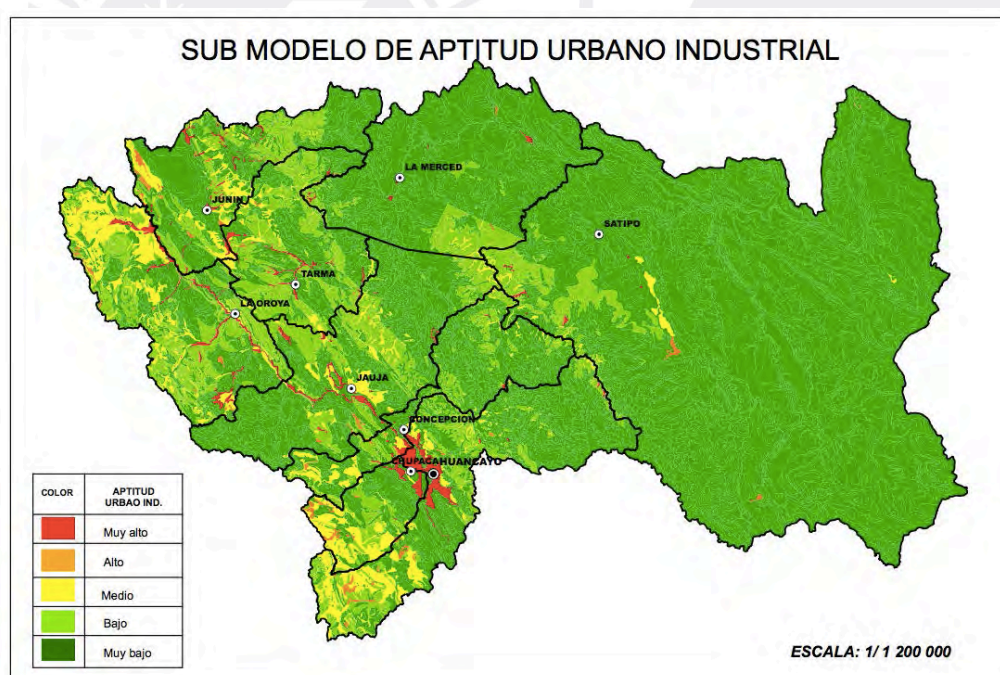 SUB MODELO DE APTITUD URBANO INDUSTRIAL
LA MERCED
JUNIN
SATIPO
TARMA
LA OROYA
JAUJA
CONCEPCION
CHUPACA HUANCAYO
COLOR APTITUD
URBAO IND.
Muy alto
Alto
Medio
Bajo
Muy bajo
ESCALA: 1/ 1 200 000